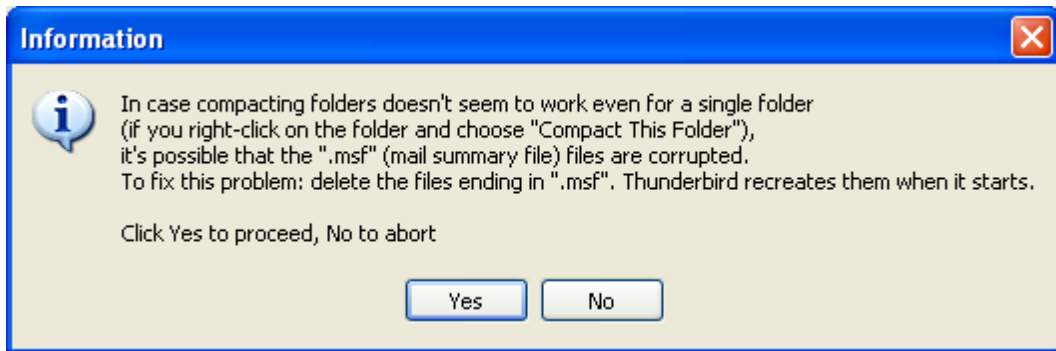 Information
In case compacting folders doesn't seem to work even for a single folder
(if you right-click on the folder and choose "Compact This Folder"),
it's possible that the ".msf" (mail summary file) files are corrupted.
To fix this problem: delete the files ending in ".msf". Thunderbird recreates them when it starts.
Click Yes to proceed, No to abort
Yes No